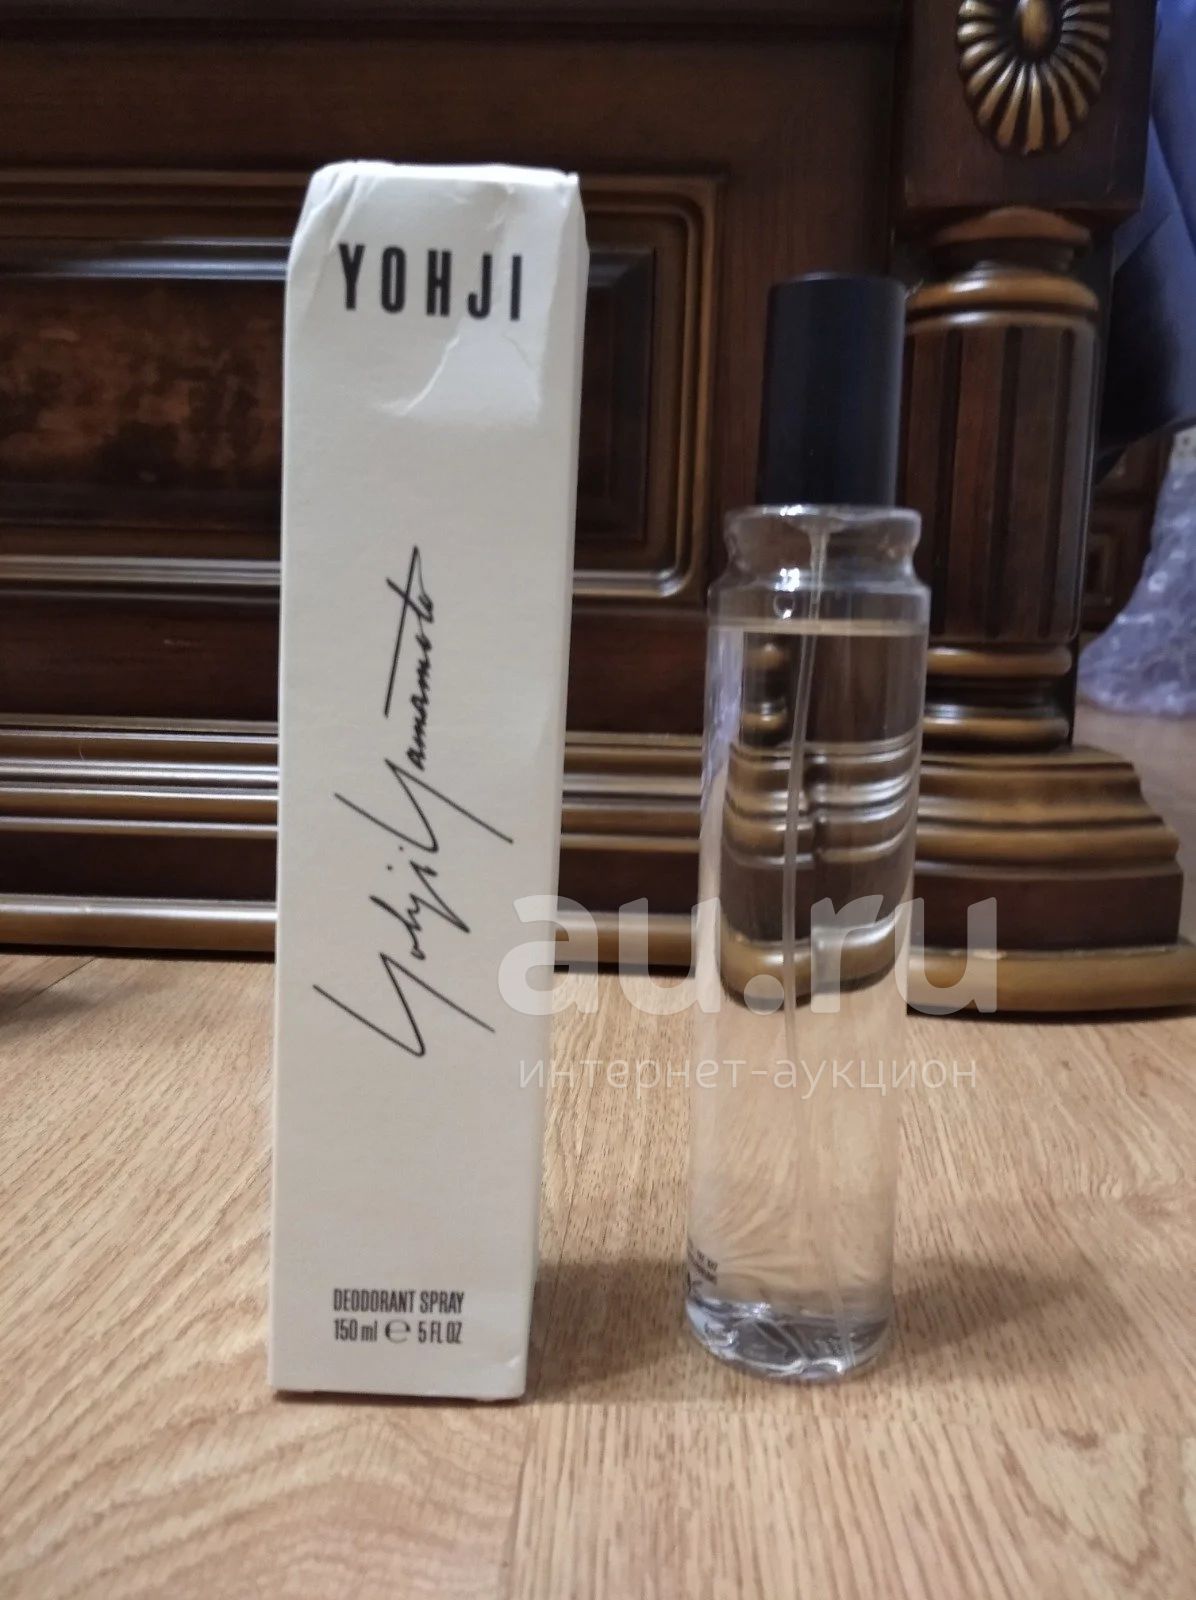 YOHJI
Yohji Yamamoto
DEODORANT SPRAY
150 ml e 5 FL OZ
au.ru
интернет-аукцион